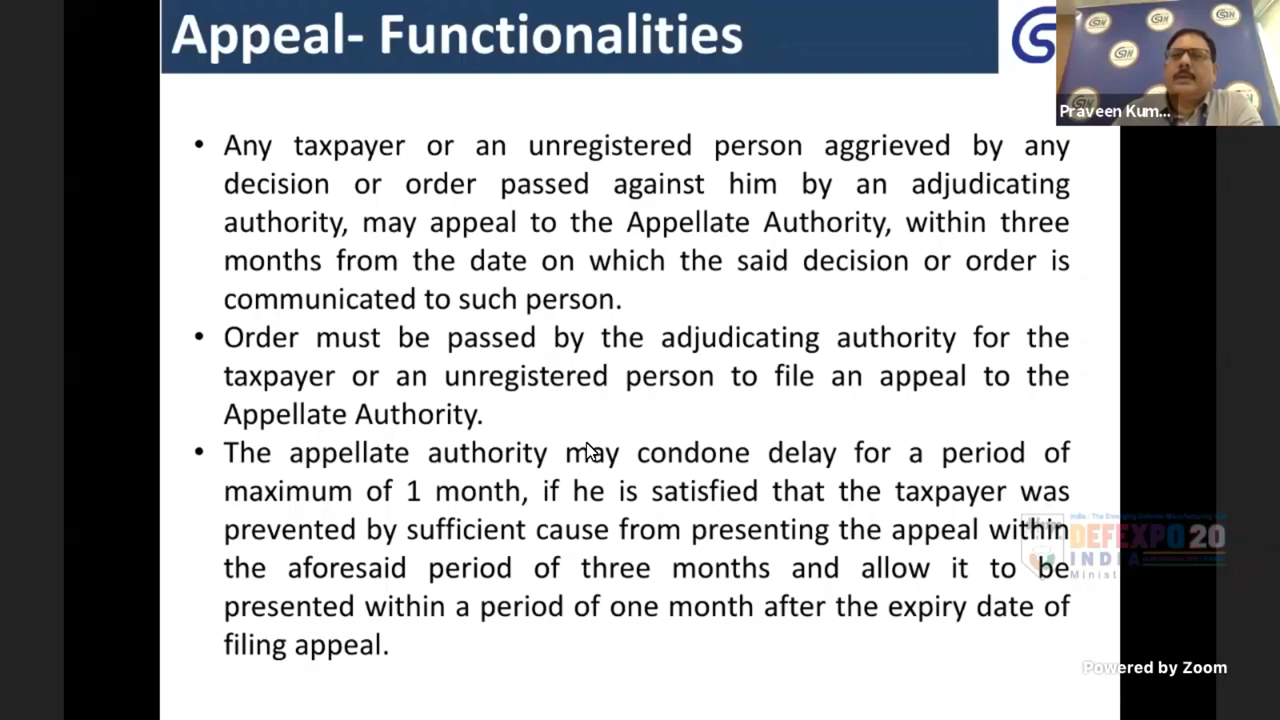 Appeal- Functionalities
Praveen Kum...
• Any taxpayer or an unregistered person aggrieved by any
decision or order passed against him by an adjudicating
authority, may appeal to the Appellate Authority, within three
months from the date on which the said decision or order is
communicated to such person.
• Order must be passed by the adjudicating authority for the
taxpayer or an unregistered person to file an appeal to the
Appellate Authority.
• The appellate authority may condone delay for a period of
maximum of 1 month, if he is satisfied that the taxpayer was
prevented by sufficient cause from presenting the appeal within
the aforesaid period of three months and allow it to be
presented within a period of one month after the expiry date of
filing appeal.
DEFEXPO 20
INDIA
Powered by Zoom